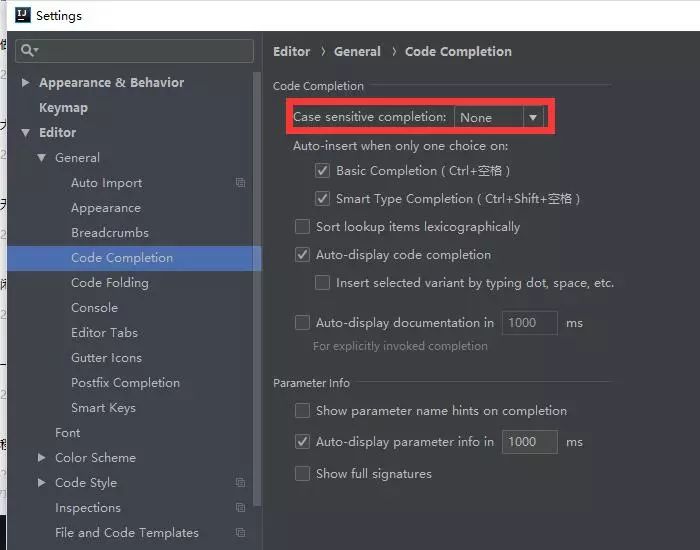 IJ Settings
Appearance & Behavior
Keymap
Editor
General
Auto Import
Appearance
Breadcrumbs
Code Completion
Code Folding
Console
Editor Tabs
Gutter Icons
Postfix Completion
Smart Keys
Font
Color Scheme
Code Style
Inspections
File and Code Templates
Editor › General › Code Completion
Code Completion
Case sensitive completion: None
Auto-insert when only one choice on:
Basic Completion ( Ctrl+空格 )
Smart Type Completion ( Ctrl+Shift+空格 )
Sort lookup items lexicographically
Auto-display code completion
Insert selected variant by typing dot, space, etc.
Auto-display documentation in 1000 ms
For explicitly invoked completion
Parameter Info
Show parameter name hints on completion
Auto-display parameter info in 1000 ms
Show full signatures